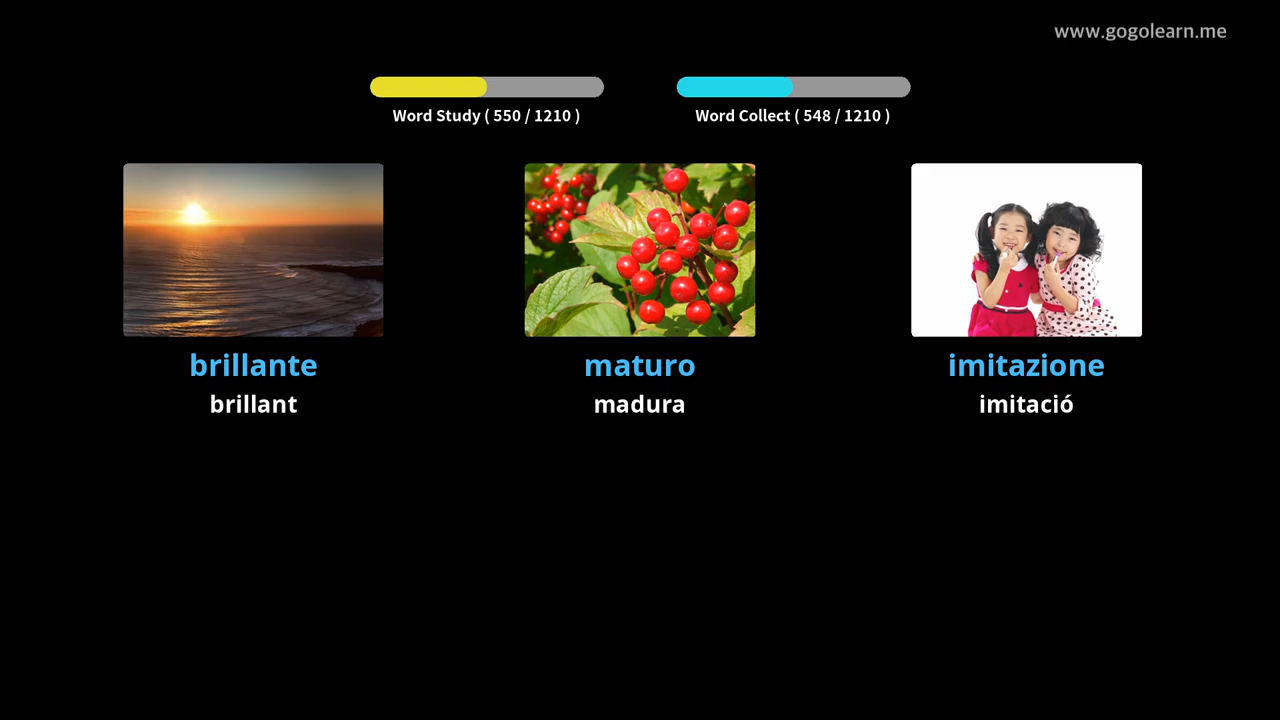 www.gogolearn.me
Word Study ( 550 / 1210 )
Word Collect ( 548 / 1210 )
brillante
brillant
maturo
madura
imitazione
imitació